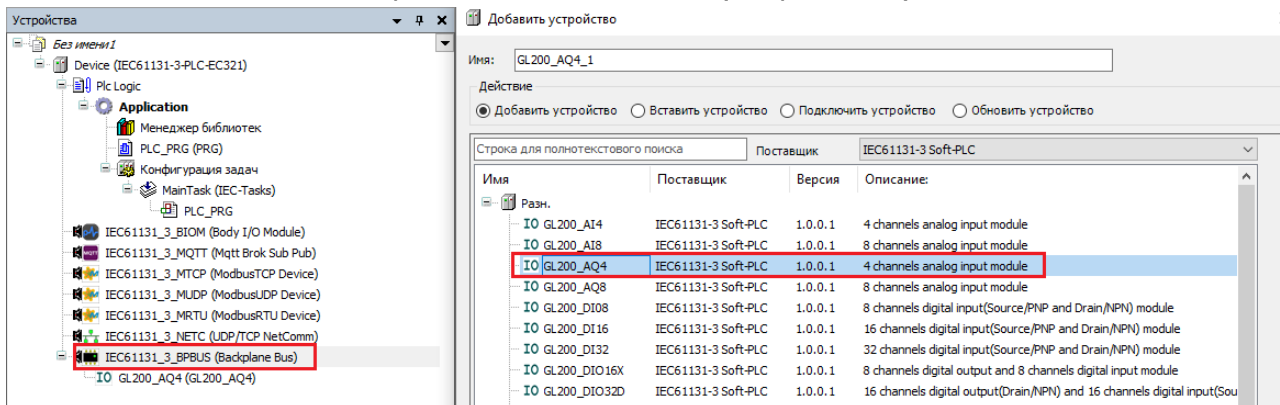 Устройства
Без имени1
Device (IEC61131-3-PLC-EC321)
Plc Logic
Application
Менеджер библиотек
PLC_PRG (PRG)
Конфигурация задач
MainTask (IEC-Tasks)
PLC_PRG
IEC61131_3_BIOM (Body I/O Module)
IEC61131_3_MQTT (Mqtt Brok Sub Pub)
IEC61131_3_MTCP (ModbusTCP Device)
IEC61131_3_MUDP (ModbusUDP Device)
IEC61131_3_MRTU (ModbusRTU Device)
IEC61131_3_NETC (UDP/TCP NetComm)
IEC61131_3_BPBUS (Backplane Bus)
IO GL200_AQ4 (GL200_AQ4)
Добавить устройство
Имя: GL200_AQ4_1
Действие
Добавить устройство Вставить устройство Подключить устройство Обновить устройство
Строка для полнотекстового поиска Поставщик IEC61131-3 Soft-PLC
Имя Поставщик Версия Описание:
Разн.
IO GL200_AI4 IEC61131-3 Soft-PLC 1.0.0.1 4 channels analog input module
IO GL200_AI8 IEC61131-3 Soft-PLC 1.0.0.1 8 channels analog input module
IO GL200_AQ4 IEC61131-3 Soft-PLC 1.0.0.1 4 channels analog input module
IO GL200_AQ8 IEC61131-3 Soft-PLC 1.0.0.1 8 channels analog input module
IO GL200_DI08 IEC61131-3 Soft-PLC 1.0.0.1 8 channels digital input(Source/PNP and Drain/NPN) module
IO GL200_DI16 IEC61131-3 Soft-PLC 1.0.0.1 16 channels digital input(Source/PNP and Drain/NPN) module
IO GL200_DI32 IEC61131-3 Soft-PLC 1.0.0.1 32 channels digital input(Source/PNP and Drain/NPN) module
IO GL200_DIO16X IEC61131-3 Soft-PLC 1.0.0.1 8 channels digital output and 8 channels digital input module
IO GL200_DIO32D IEC61131-3 Soft-PLC 1.0.0.1 16 channels digital output(Drain/NPN) and 16 channels digital input(Sou